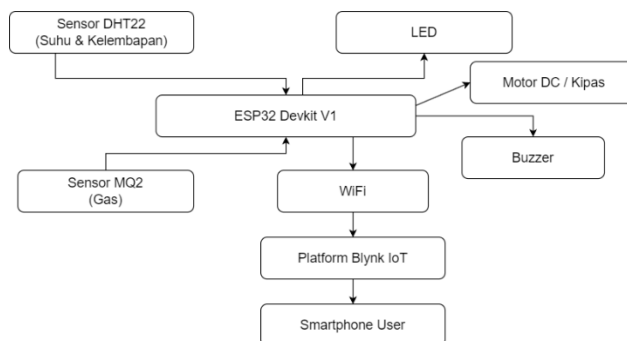 Sensor DHT22
(Suhu & Kelembapan)
LED
Motor DC / Kipas
ESP32 Devkit V1
Buzzer
Sensor MQ2
(Gas)
WiFi
Platform Blynk IoT
Smartphone User